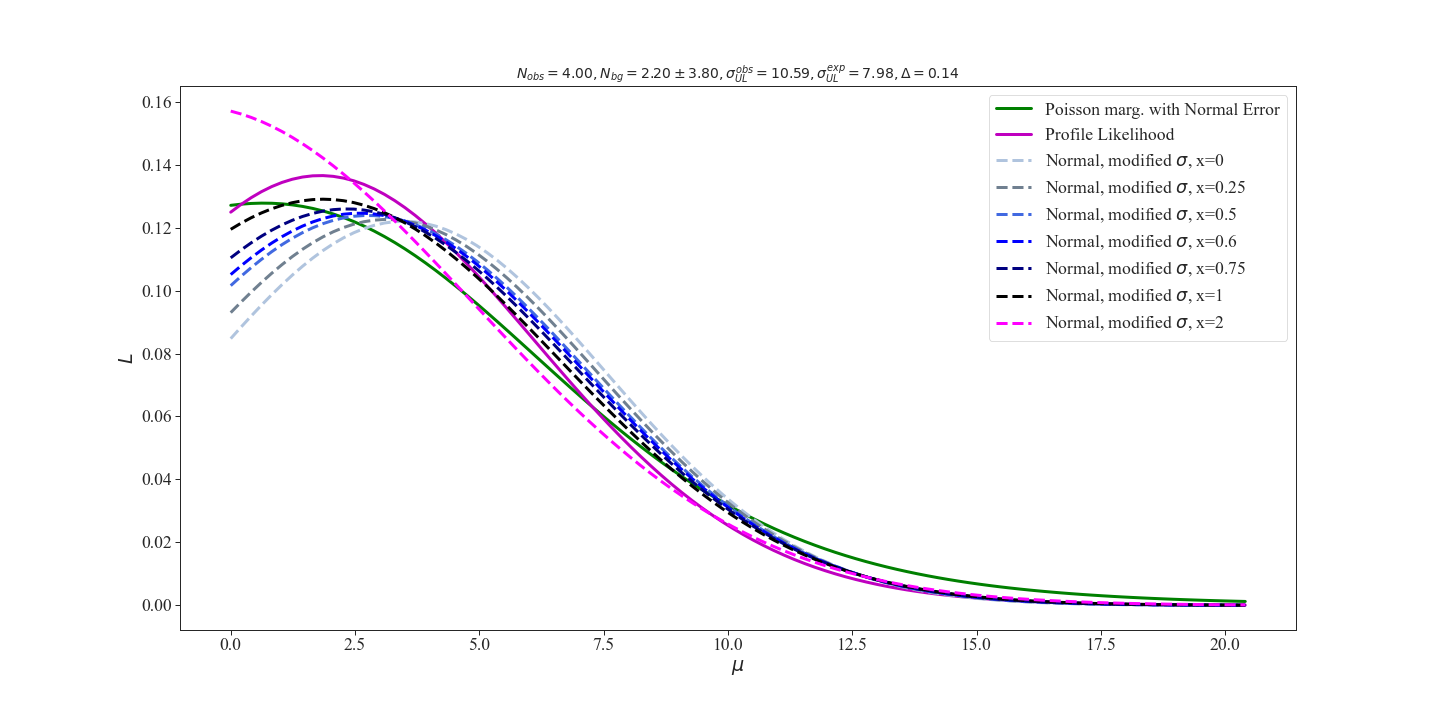 N_obs = 4.00, N_bg = 2.20 ± 3.80, σ_UL^obs = 10.59, σ_UL^exp = 7.98, Δ = 0.14
0.16
0.14
0.12
0.10
0.08
0.06
0.04
0.02
0.00
L
Poisson marg. with Normal Error
Profile Likelihood
Normal, modified σ, x=0
Normal, modified σ, x=0.25
Normal, modified σ, x=0.5
Normal, modified σ, x=0.6
Normal, modified σ, x=0.75
Normal, modified σ, x=1
Normal, modified σ, x=2
0.0 2.5 5.0 7.5 10.0 12.5 15.0 17.5 20.0
μ